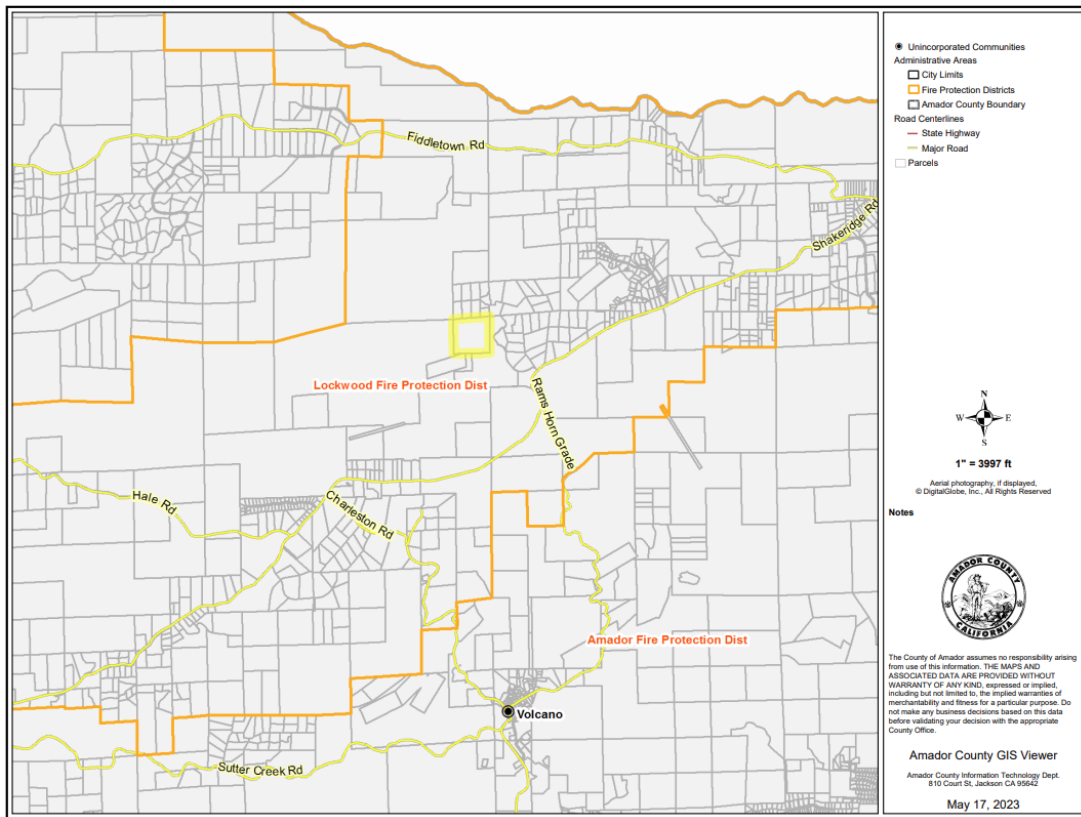 Fiddletown Rd
Shakeridge Rd
Lockwood Fire Protection Dist
Rams Horn Grade
Hale Rd
Charleston Rd
Amador Fire Protection Dist
Volcano
Sutter Creek Rd
Unincorporated Communities
Administrative Areas
City Limits
Fire Protection Districts
Amador County Boundary
Road Centerlines
State Highway
Major Road
Parcels
N
W E
S
1" = 3997 ft
Aerial photography, if displayed,
© DigitalGlobe, Inc., All Rights Reserved
Notes
AMADOR COUNTY
CALIFORNIA
The County of Amador assumes no responsibility arising
from use of this information. THE MAPS AND
ASSOCIATED DATA ARE PROVIDED WITHOUT
WARRANTY OF ANY KIND, expressed or implied,
including but not limited to, the implied warranties of
merchantability and fitness for a particular purpose. Do
not make any business decisions based on this data
before validating your decision with the appropriate
County Office.
Amador County GIS Viewer
Amador County Information Technology Dept.
810 Court St, Jackson CA 95642
May 17, 2023